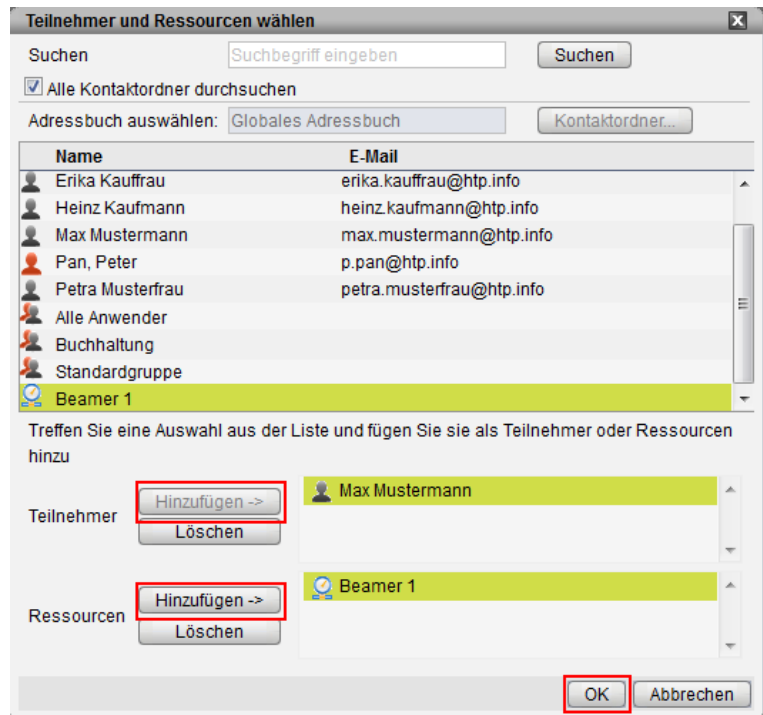 Teilnehmer und Ressourcen wählen
Suchen Suchbegriff eingeben Suchen
Alle Kontaktordner durchsuchen
Adressbuch auswählen: Globales Adressbuch Kontaktordner...
Name E-Mail
Erika Kauffrau erika.kauffrau@htp.info
Heinz Kaufmann heinz.kaufmann@htp.info
Max Mustermann max.mustermann@htp.info
Pan, Peter p.pan@htp.info
Petra Musterfrau petra.musterfrau@htp.info
Alle Anwender
Buchhaltung
Standardgruppe
Beamer 1
Treffen Sie eine Auswahl aus der Liste und fügen Sie sie als Teilnehmer oder Ressourcen
hinzu
Teilnehmer Hinzufügen -> Max Mustermann
Löschen
Ressourcen Hinzufügen -> Beamer 1
Löschen
OK Abbrechen